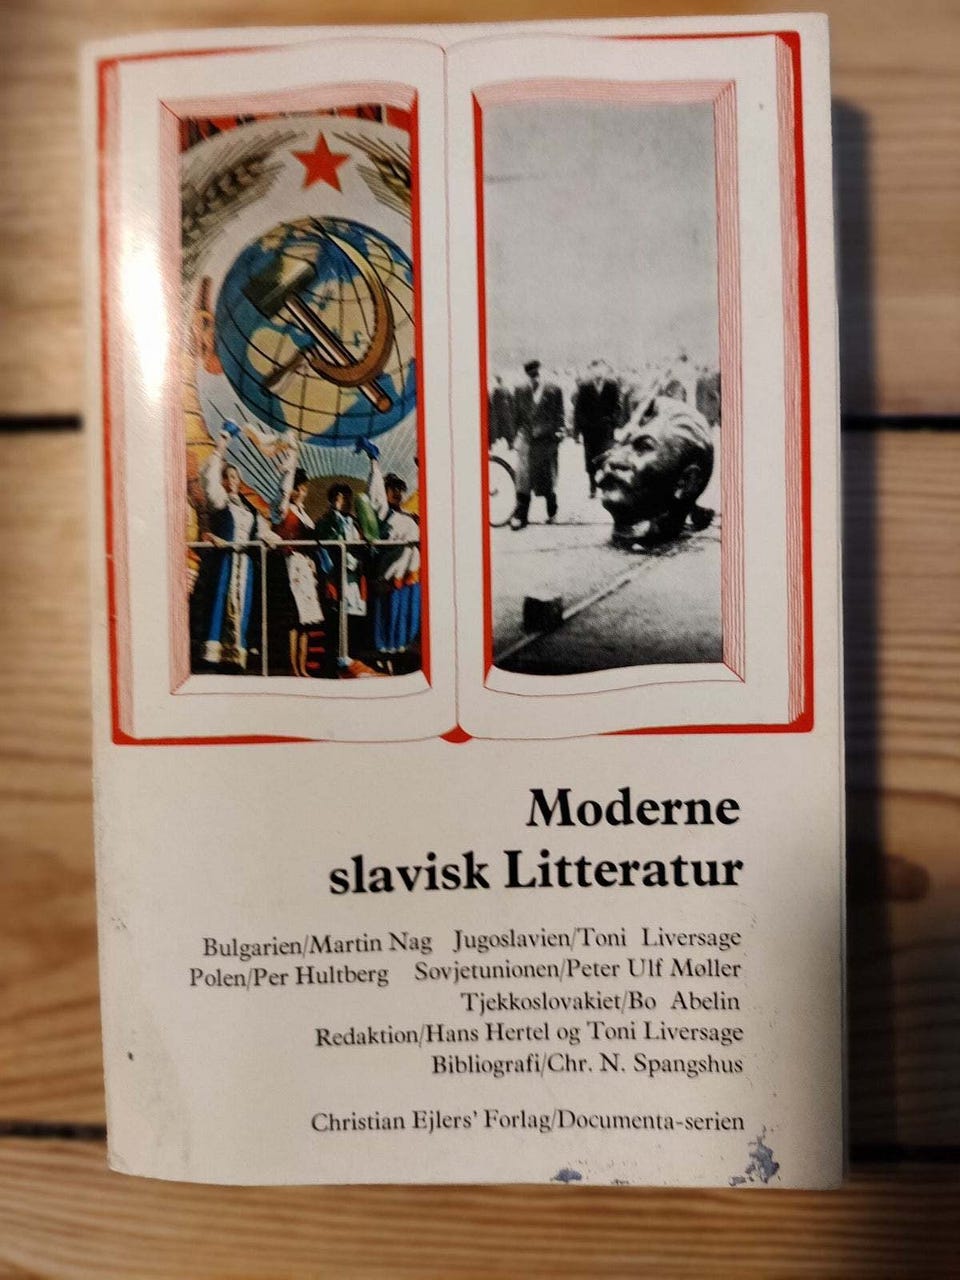 Moderne
slavisk Litteratur
Bulgarien/Martin Nag Jugoslavien/Toni Liversage
Polen/Per Hultberg Sovjetunionen/Peter Ulf Møller
Tjekkoslovakiet/Bo Abelin
Redaktion/Hans Hertel og Toni Liversage
Bibliografi/Chr. N. Spangshus
Christian Ejlers' Forlag/Documenta-serien